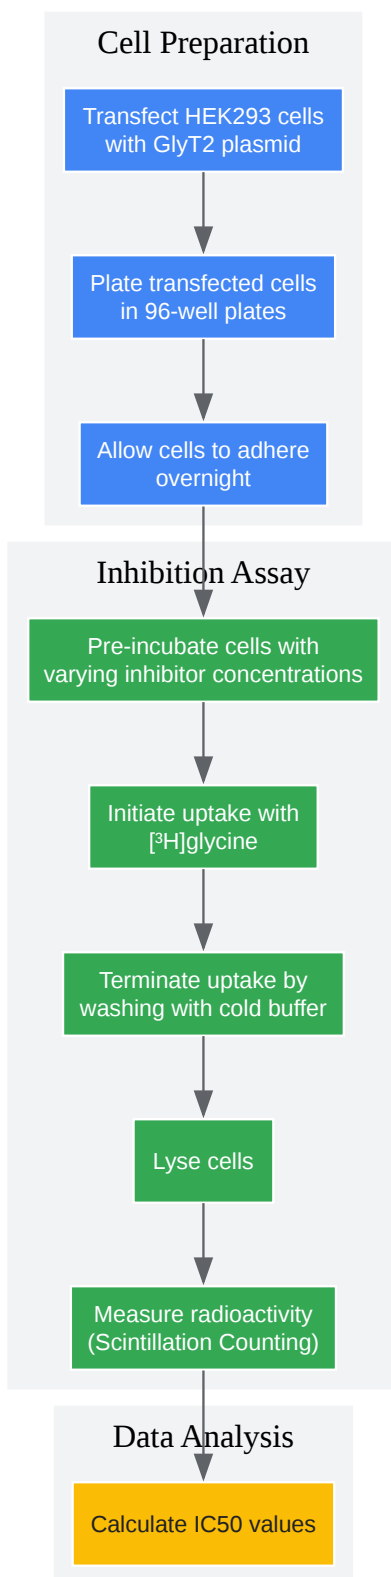 Cell Preparation
Transfect HEK293 cells
with GlyT2 plasmid
Plate transfected cells
in 96-well plates
Allow cells to adhere
overnight
Inhibition Assay
Pre-incubate cells with
varying inhibitor concentrations
Initiate uptake with
[³H]glycine
Terminate uptake by
washing with cold buffer
Lyse cells
Measure radioactivity
(Scintillation Counting)
Data Analysis
Calculate IC50 values